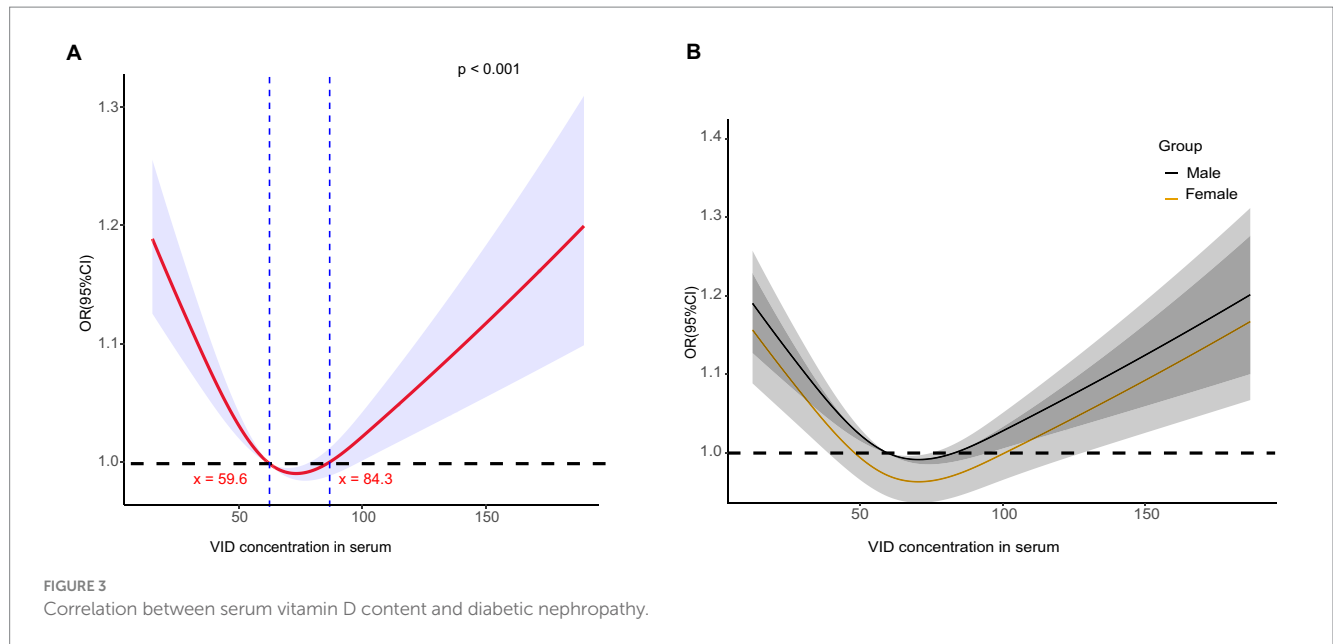 A
p < 0.001
OR(95%CI)
1.3
1.2
1.1
1.0
x = 59.6
x = 84.3
50
100
150
VID concentration in serum
B
Group
Male
Female
OR(95%CI)
1.4
1.3
1.2
1.1
1.0
50
100
150
VID concentration in serum
FIGURE 3
Correlation between serum vitamin D content and diabetic nephropathy.